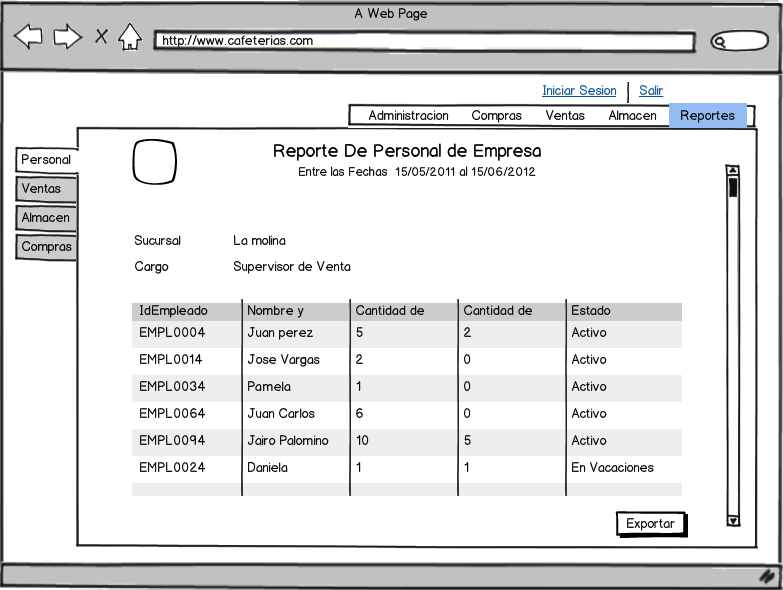 A Web Page
http://www.cafeterias.com
Iniciar Sesion Salir
Administracion Compras Ventas Almacen Reportes
Personal
Ventas
Almacen
Compras
Reporte De Personal de Empresa
Entre las Fechas 15/05/2011 al 15/06/2012
Sucursal La molina
Cargo Supervisor de Venta
IdEmpleado Nombre y Cantidad de Cantidad de Estado
EMPL0004 Juan perez 5 2 Activo
EMPL0014 Jose Vargas 2 0 Activo
EMPL0034 Pamela 1 0 Activo
EMPL0064 Juan Carlos 6 0 Activo
EMPL0094 Jairo Palomino 10 5 Activo
EMPL0024 Daniela 1 1 En Vacaciones
Exportar